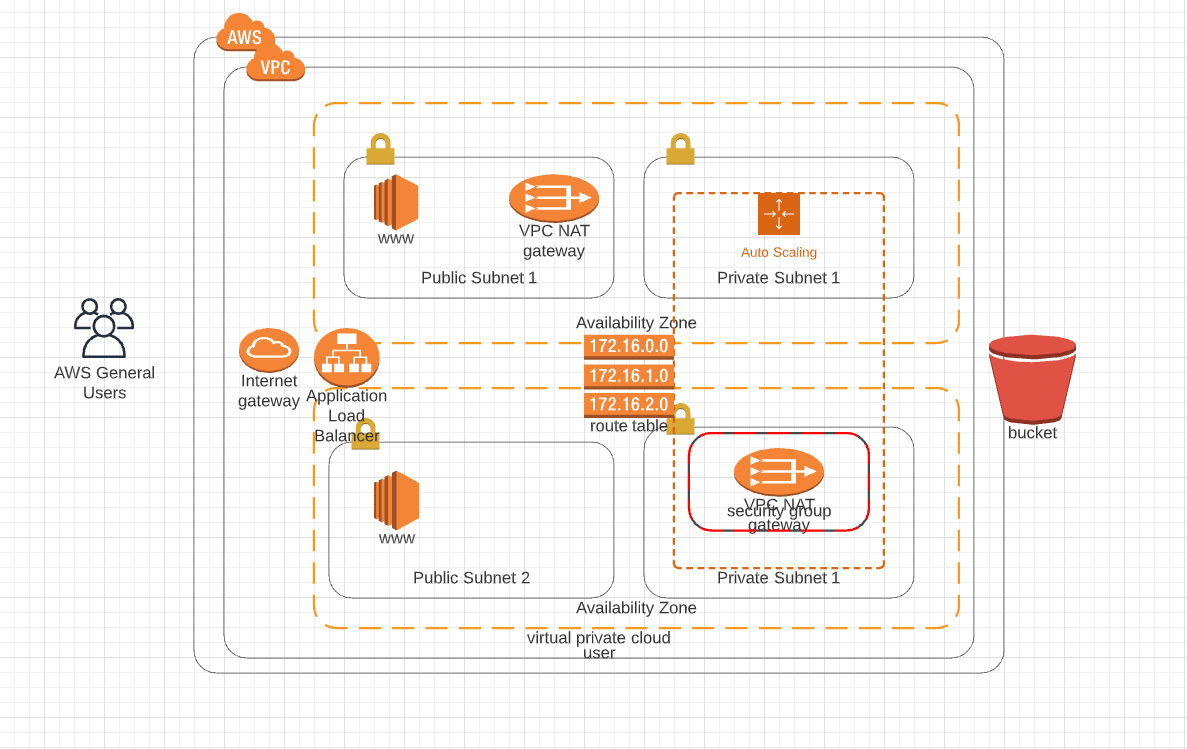 AWS
VPC
www
VPC NAT
gateway
Public Subnet 1
Auto Scaling
Private Subnet 1
AWS General
Users
Internet
gateway
Application
Load
Balancer
Availability Zone
172.16.0.0
172.16.1.0
172.16.2.0
route table
bucket
www
Public Subnet 2
VPC NAT
security group
gateway
Private Subnet 1
Availability Zone
virtual private cloud
user